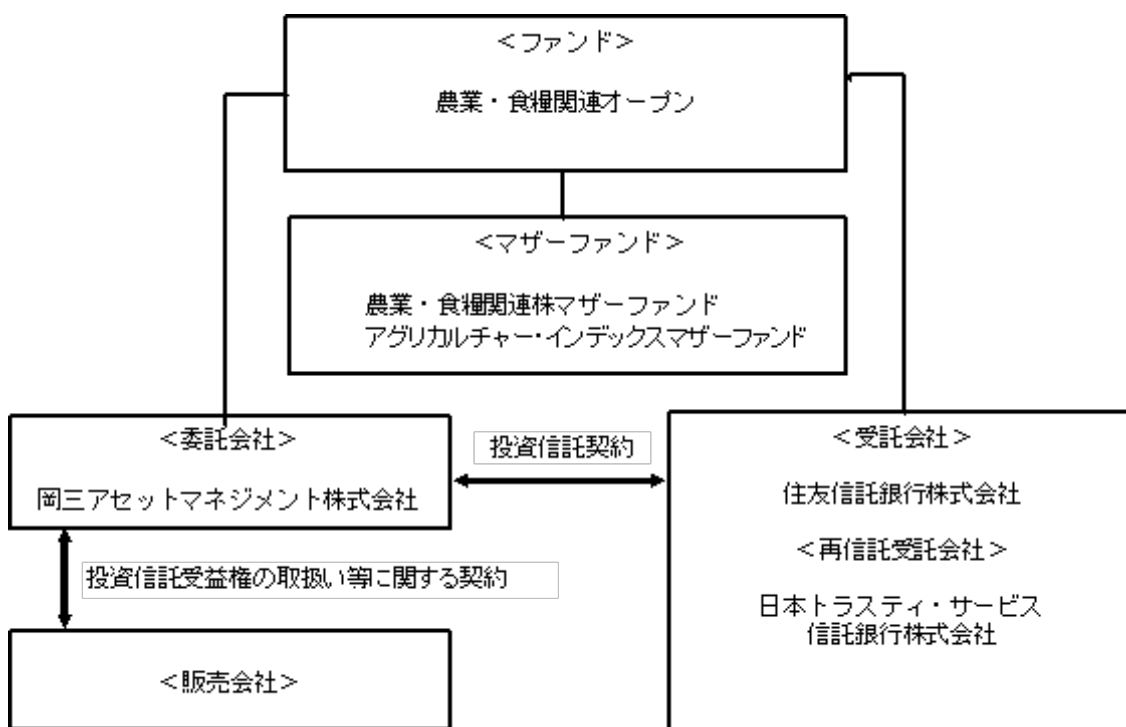 ＜ファンド＞
農業・食糧関連オープン
＜マザーファンド＞
農業・食糧関連株マザーファンド
アグリカルチャー・インデックスマザーファンド
＜委託会社＞
岡三アセットマネジメント株式会社
投資信託契約
＜受託会社＞
住友信託銀行株式会社
＜再信託受託会社＞
日本トラスティ・サービス
信託銀行株式会社
投資信託受益権の取扱い等に関する契約
＜販売会社＞